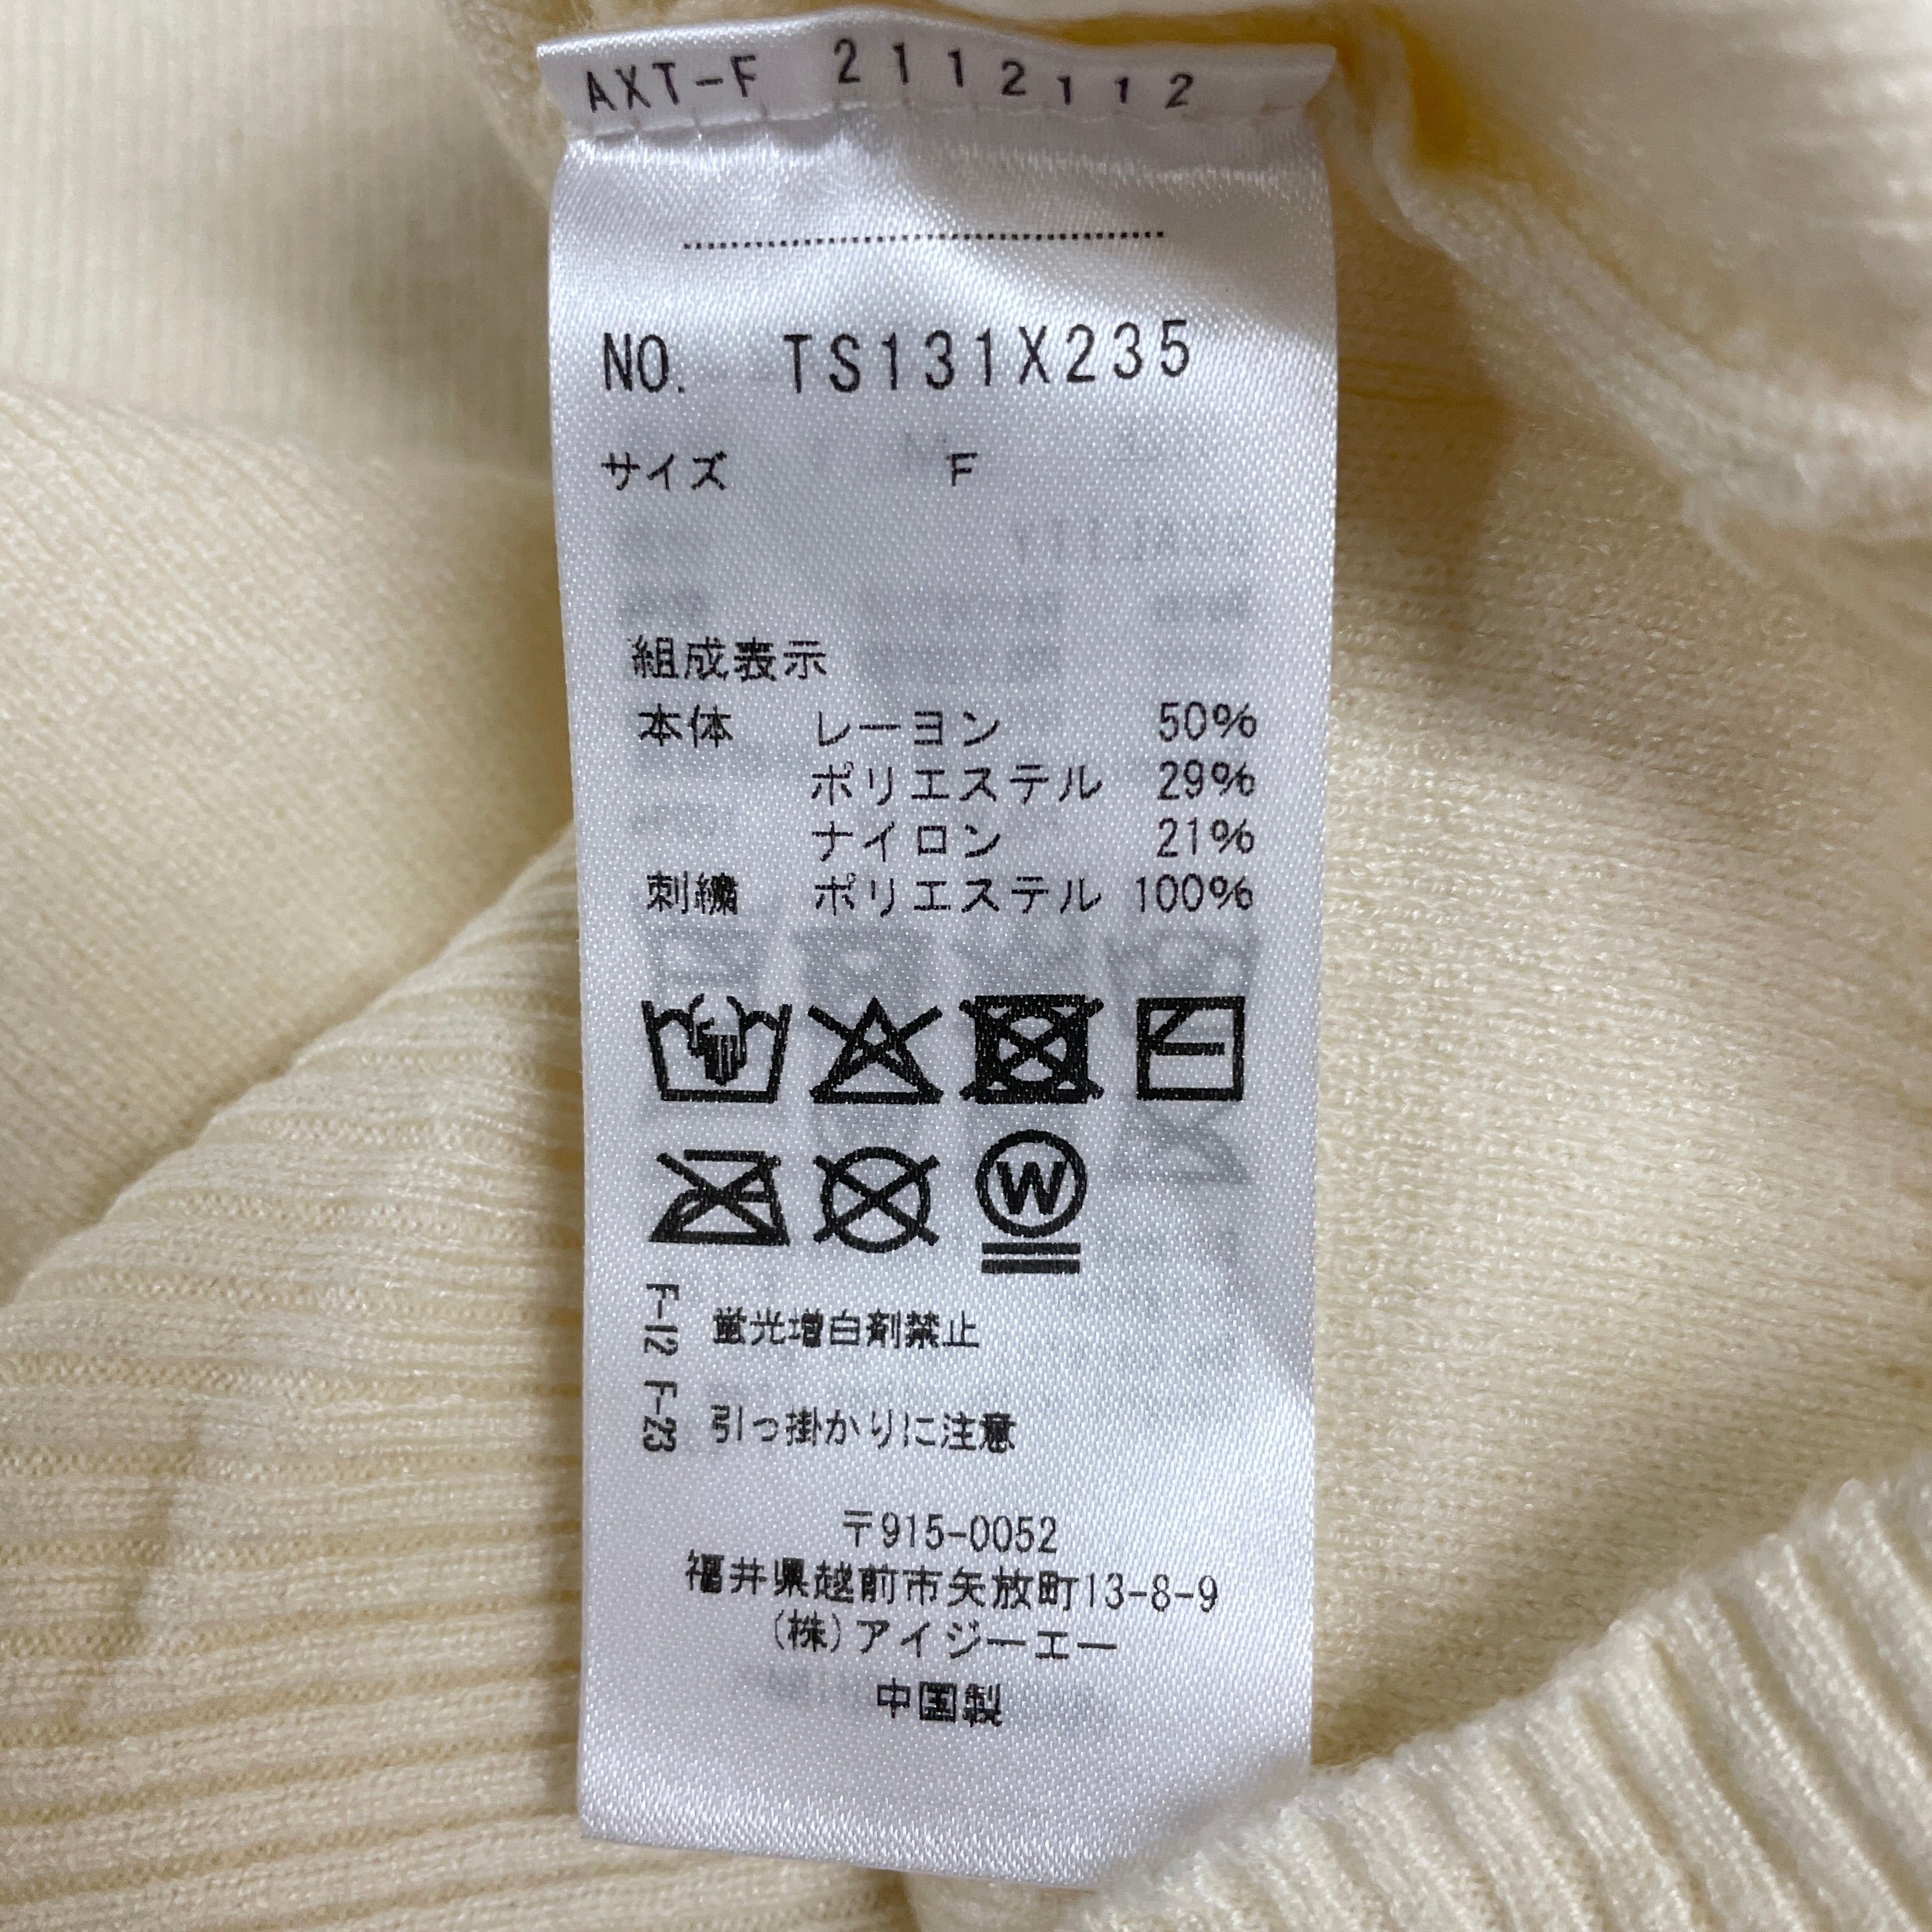 AXT-F 2112112
NO. TS131X235
サイズ F
組成表示
本体 レーヨン 50%
ポリエステル 29%
ナイロン 21%
刺繍 ポリエステル 100%
W
F-12 蛍光増白剤禁止
F-23 引っ掛かりに注意
〒915-0052
福井県越前市矢放町13-8-9
(株)アイジーエー
中国製